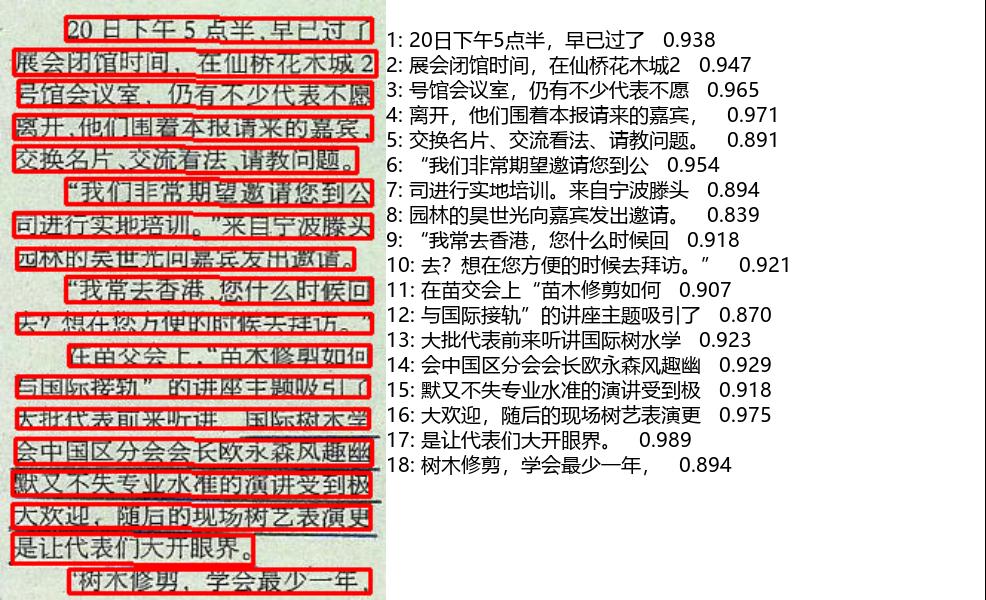 20日下午5点半,早已过了
展会闭馆时间，在仙桥花木城2
号馆会议室，仍有不少代表不愿
离开,他们围着本报请来的嘉宾,
交换名片、交流看法、请教问题。
“我们非常期望邀请您到公
司进行实地培训。”来自宁波滕头
园林的吴世光向嘉宾发出邀请。
“我常去香港,您什么时候回
去？想在您方便的时候去拜访。”
在苗交会上,“苗木修剪如何
与国际接轨”的讲座主题吸引了
大批代表前来听讲。国际树木学
会中国区分会会长欧永森风趣幽
默又不失专业水准的演讲受到极
大欢迎，随后的现场树艺表演更
是让代表们大开眼界。
“树木修剪，学会最少一年,
1: 20日下午5点半，早已过了 0.938
2: 展会闭馆时间，在仙桥花木城2 0.947
3: 号馆会议室，仍有不少代表不愿 0.965
4: 离开，他们围着本报请来的嘉宾， 0.971
5: 交换名片、交流看法、请教问题。 0.891
6: “我们非常期望邀请您到公 0.954
7: 司进行实地培训。来自宁波滕头 0.894
8: 园林的昊世光向嘉宾发出邀请。 0.839
9: “我常去香港，您什么时候回 0.918
10: 去？想在您方便的时候去拜访。” 0.921
11: 在苗交会上“苗木修剪如何 0.907
12: 与国际接轨”的讲座主题吸引了 0.870
13: 大批代表前来听讲国际树水学 0.923
14: 会中国区分会会长欧永森风趣幽 0.929
15: 默又不失专业水准的演讲受到极 0.918
16: 大欢迎，随后的现场树艺表演更 0.975
17: 是让代表们大开眼界。 0.989
18: 树木修剪，学会最少一年， 0.894